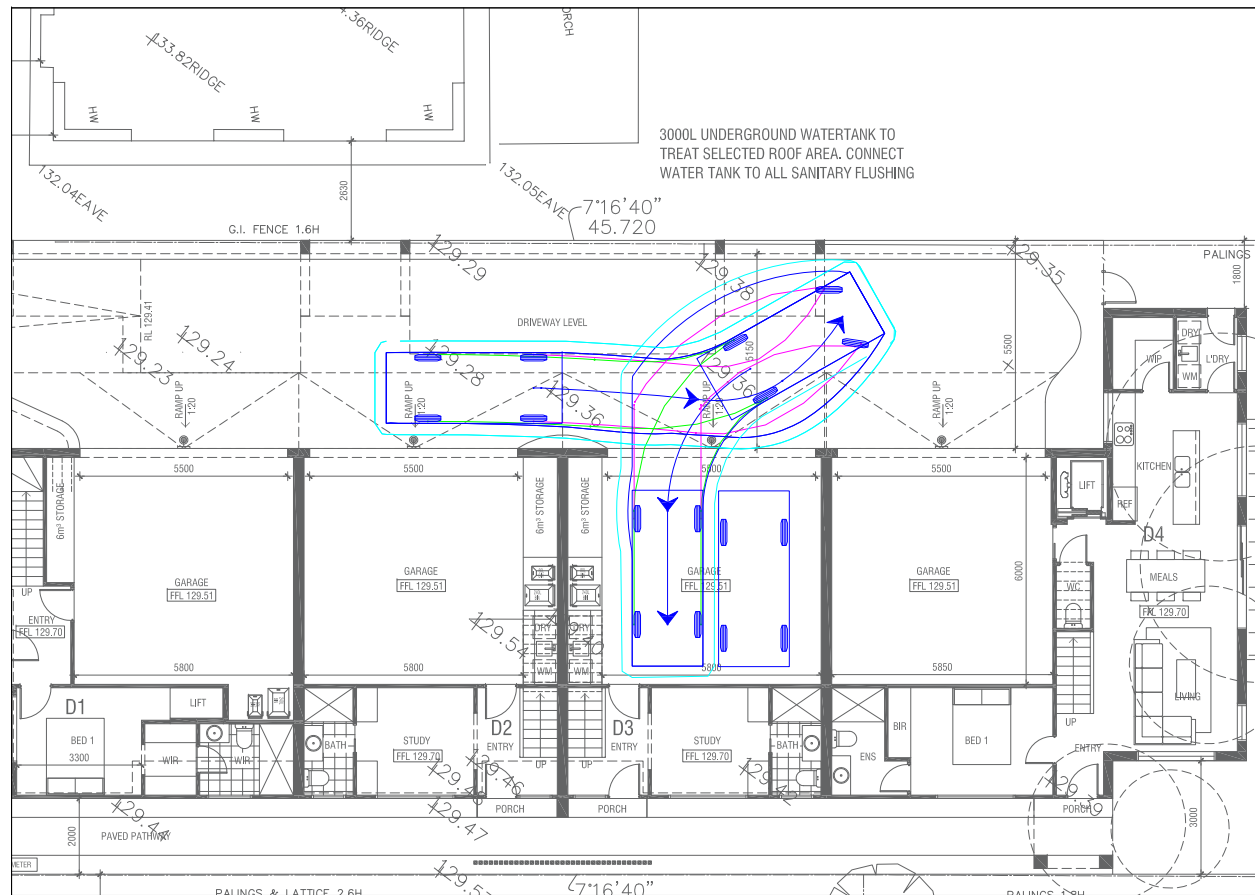 4.36RIDGE
ORCH
133.82RIDGE
HW
HW
HW
3000L UNDERGROUND WATERTANK TO
TREAT SELECTED ROOF AREA. CONNECT
WATER TANK TO ALL SANITARY FLUSHING
132.04EAVE
2630
132.05EAVE
7°16'40"
45.720
G.I. FENCE 1.6H
129.29
129.38
129.35
PALINGS
1800
RL 129.41
DRIVEWAY LEVEL
5150
5500
129.24
129.23
129.28
129.36
129.36
RAMP UP
1:20
RAMP UP
1:20
RAMP UP
1:20
RAMP UP
1:20
WIP
DRY
L'DRY
WM
5500
5500
5500
5500
6m³ STORAGE
6m³ STORAGE
6m³ STORAGE
LIFT
KITCHEN
REF
D4
UP
GARAGE
FFL 129.51
GARAGE
FFL 129.51
GARAGE
FFL 129.51
GARAGE
FFL 129.51
6000
WC
MEALS
FFL 129.70
ENTRY
FFL 129.70
129.54
DRY
DRY
WM
WM
5800
5800
5800
5850
D1
LIFT
BED 1
3300
WIR
WIR
BATH
STUDY
FFL 129.70
D2
ENTRY
UP
D3
ENTRY
UP
STUDY
FFL 129.70
BATH
ENS
BIR
BED 1
UP
ENTRY
LIVING
129.46
129.47
129.44
129.39
PORCH
PORCH
PORCH
2000
PAVED PATHWAY
3000
METER
PALINGS & LATTICE 2.6H
7°16'40"
PALINGS 1.8H